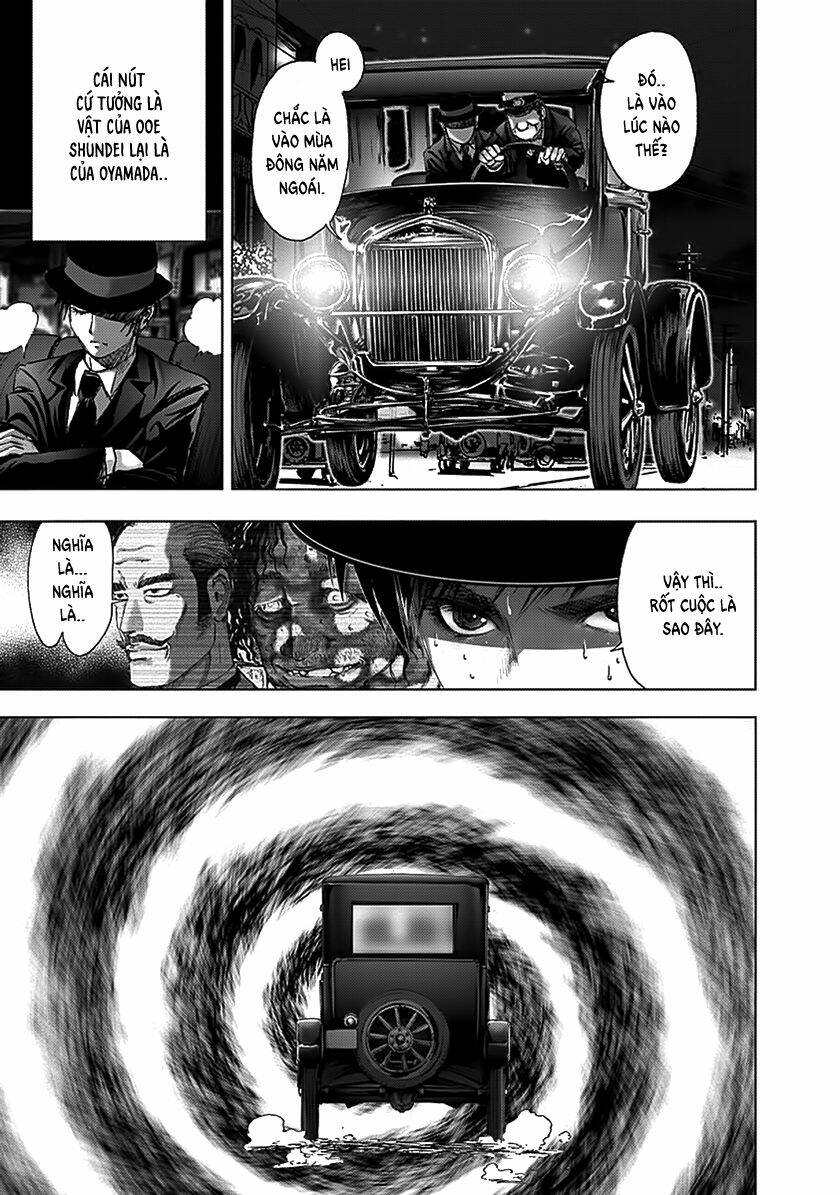 ĐÓ..
LÀ VÀO
LÚC NÀO
THẾ?
HEI
CHẮC LÀ
VÀO MÙA
ĐÔNG NĂM
NGOÁI.
CÁI NÚT
CỨ TƯỞNG LÀ
VẬT CỦA OOE
SHUNDEI LẠI LÀ
CỦA OYAMADA..
VẬY THÌ..
RỐT CUỘC LÀ
SAO ĐÂY.
NGHĨA
LÀ...
NGHĨA
LÀ..